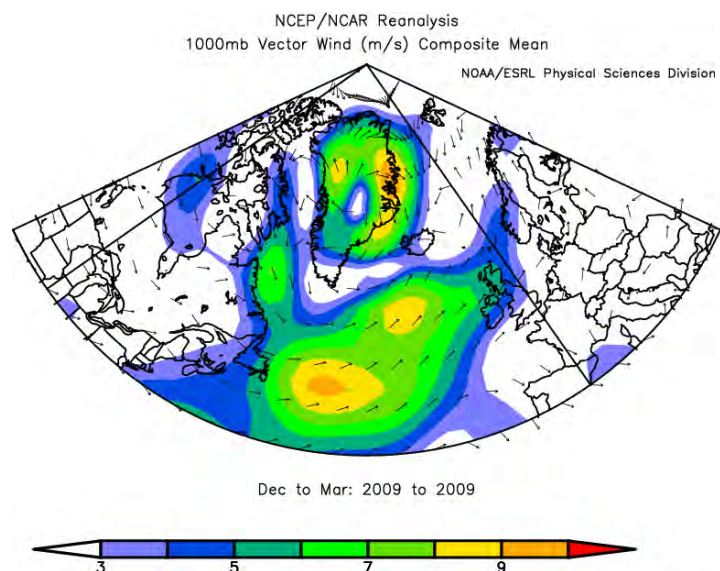 NCEP/NCAR Reanalysis
1000mb Vector Wind (m/s) Composite Mean
NOAA/ESRL Physical Sciences Division
Dec to Mar: 2009 to 2009
3 5 7 9